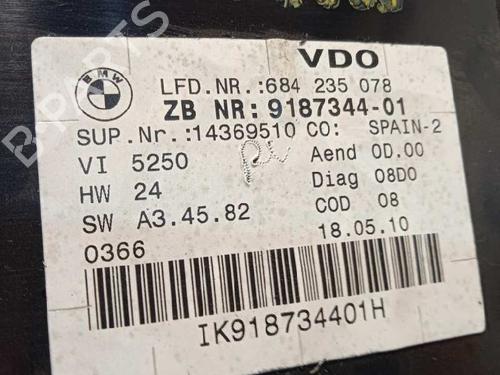 BMW
VDO
LFD.NR.:684 235 078
ZB NR: 9187344-01
SUP.Nr.:14369510 CO: SPAIN-2
VI 5250 Aend 0D.00
HW 24 Diag 08D0
SW A3.45.82 COD 08
0366 18.05.10
IK918734401H